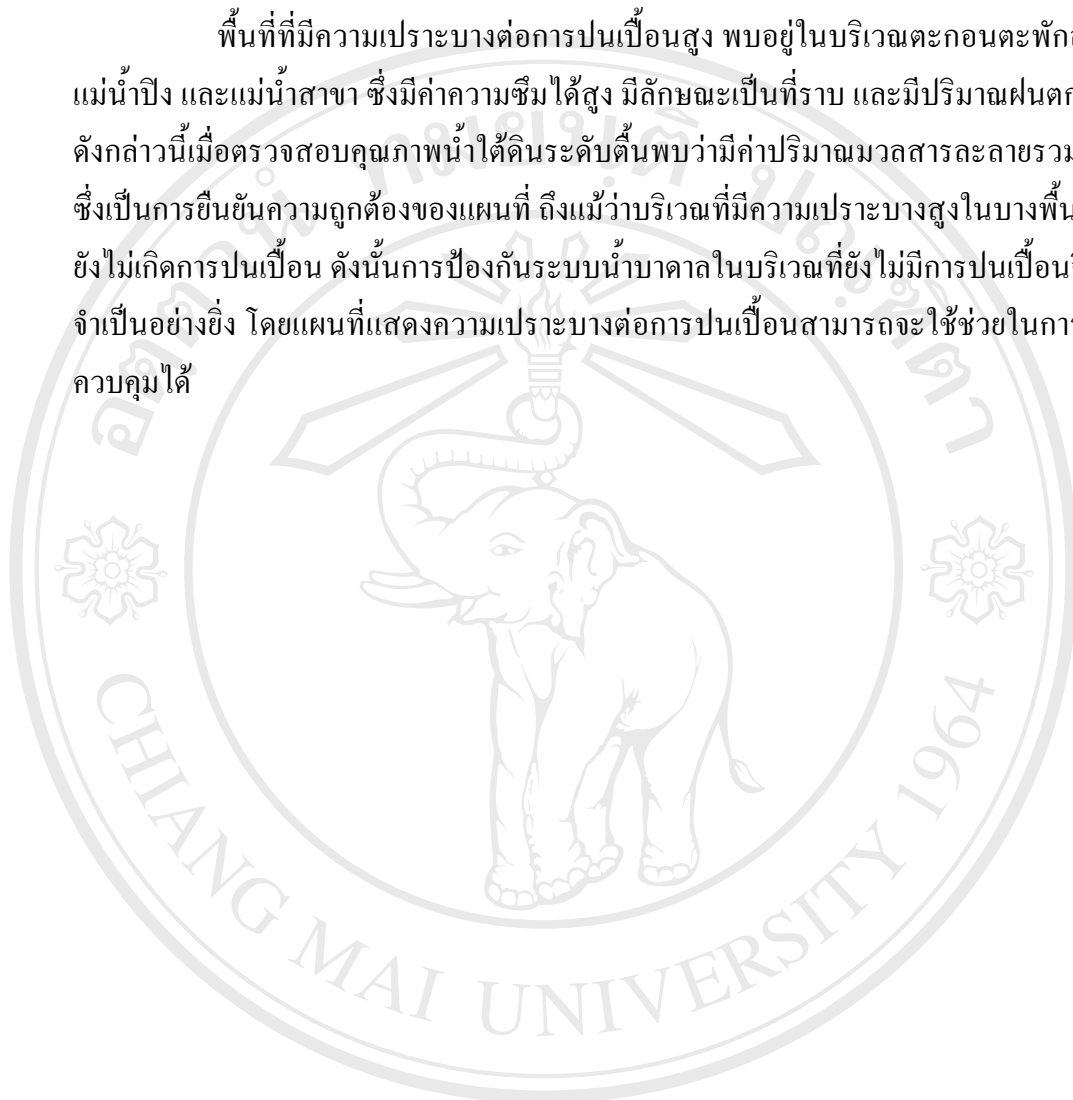 พื้นที่ที่มีความเปราะบางต่อการปนเปื้อนสูง พบอยู่ในบริเวณตะกอนตะพัก
แม่น้ำปิง และแม่น้ำสาขา ซึ่งมีค่าความซึมได้สูง มีลักษณะเป็นที่ราบ และมีปริมาณฝนตก
ดังกล่าวนี้เมื่อตรวจสอบคุณภาพน้ำใต้ดินระดับตื้นพบว่ามีค่าปริมาณมวลสารละลายรวม
ซึ่งเป็นการยืนยันความถูกต้องของแผนที่ ถึงแม้ว่าบริเวณที่มีความเปราะบางสูงในบางพื้น
ยังไม่เกิดการปนเปื้อน ดังนั้นการป้องกันระบบน้ำบาดาลในบริเวณที่ยังไม่มีการปนเปื้อน
จำเป็นอย่างยิ่ง โดยแผนที่แสดงความเปราะบางต่อการปนเปื้อนสามารถจะใช้ช่วยในการ
ควบคุมได้
อตฺตานํ ทมยนฺติ ปณฺฑิตา
CHIANG MAI UNIVERSITY 1964